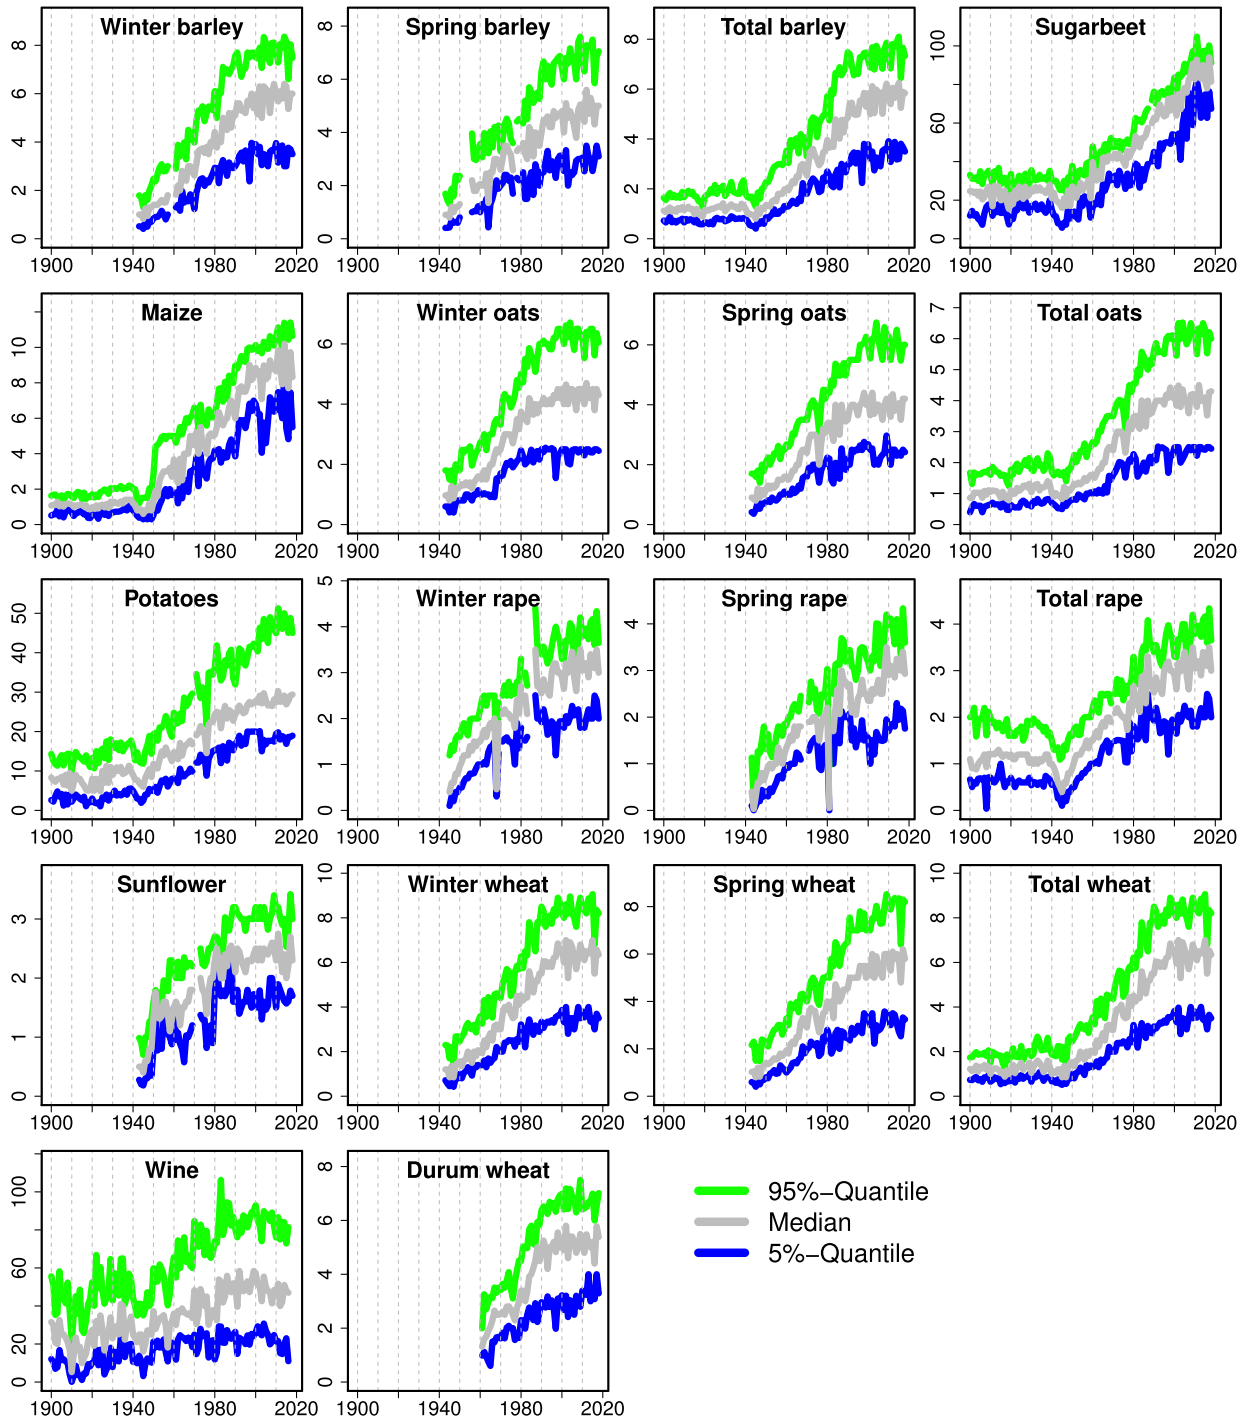 Winter barley
0 2 4 6 8
1900 1940 1980 2020
Spring barley
0 2 4 6 8
1900 1940 1980 2020
Total barley
0 2 4 6 8
1900 1940 1980 2020
Sugarbeet
0 20 60 100
1900 1940 1980 2020
Maize
0 2 4 6 8 10
1900 1940 1980 2020
Winter oats
0 2 4 6
1900 1940 1980 2020
Spring oats
0 2 4 6
1900 1940 1980 2020
Total oats
0 1 2 3 4 5 6 7
1900 1940 1980 2020
Potatoes
0 10 20 30 40 50
1900 1940 1980 2020
Winter rape
0 1 2 3 4 5
1900 1940 1980 2020
Spring rape
0 1 2 3 4
1900 1940 1980 2020
Total rape
0 1 2 3 4
1900 1940 1980 2020
Sunflower
0 1 2 3
1900 1940 1980 2020
Winter wheat
0 2 4 6 8 10
1900 1940 1980 2020
Spring wheat
0 2 4 6 8
1900 1940 1980 2020
Total wheat
0 2 4 6 8 10
1900 1940 1980 2020
Wine
0 20 60 100
1900 1940 1980 2020
Durum wheat
0 2 4 6 8
1900 1940 1980 2020
95%−Quantile
Median
5%−Quantile